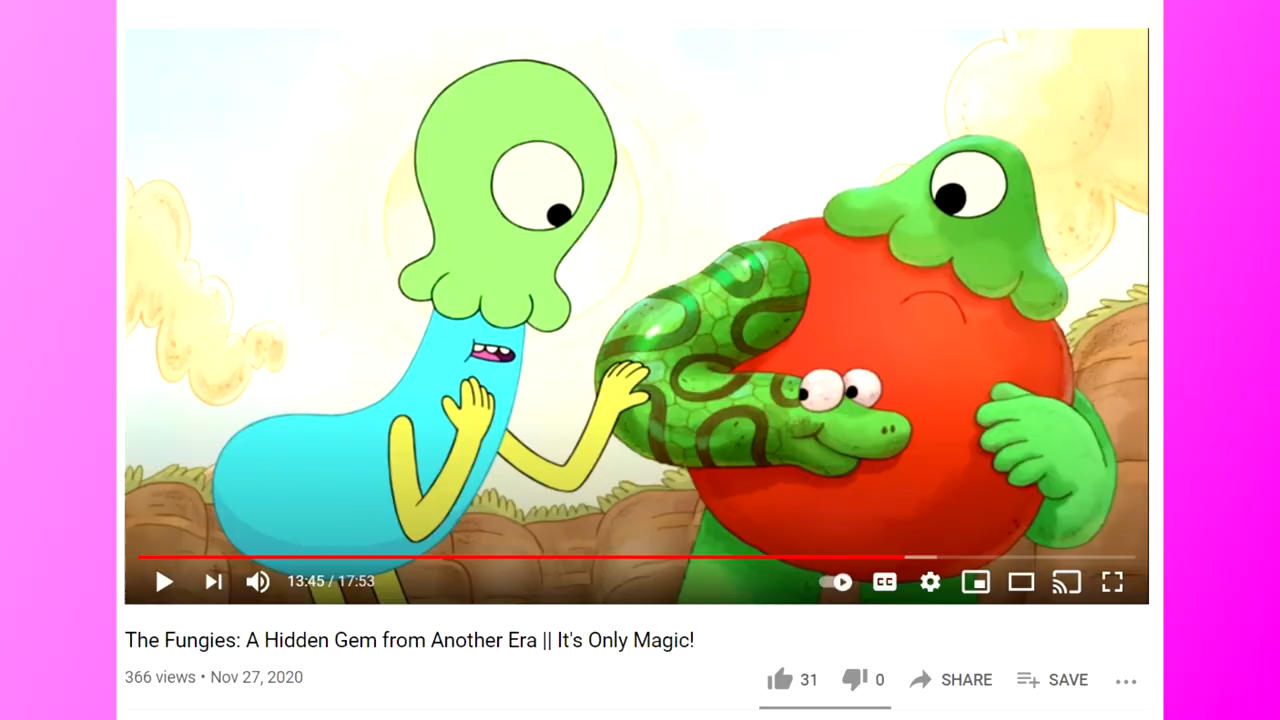 13:45 / 17:53
CC
The Fungies: A Hidden Gem from Another Era || It's Only Magic!
366 views • Nov 27, 2020
31 0 SHARE SAVE